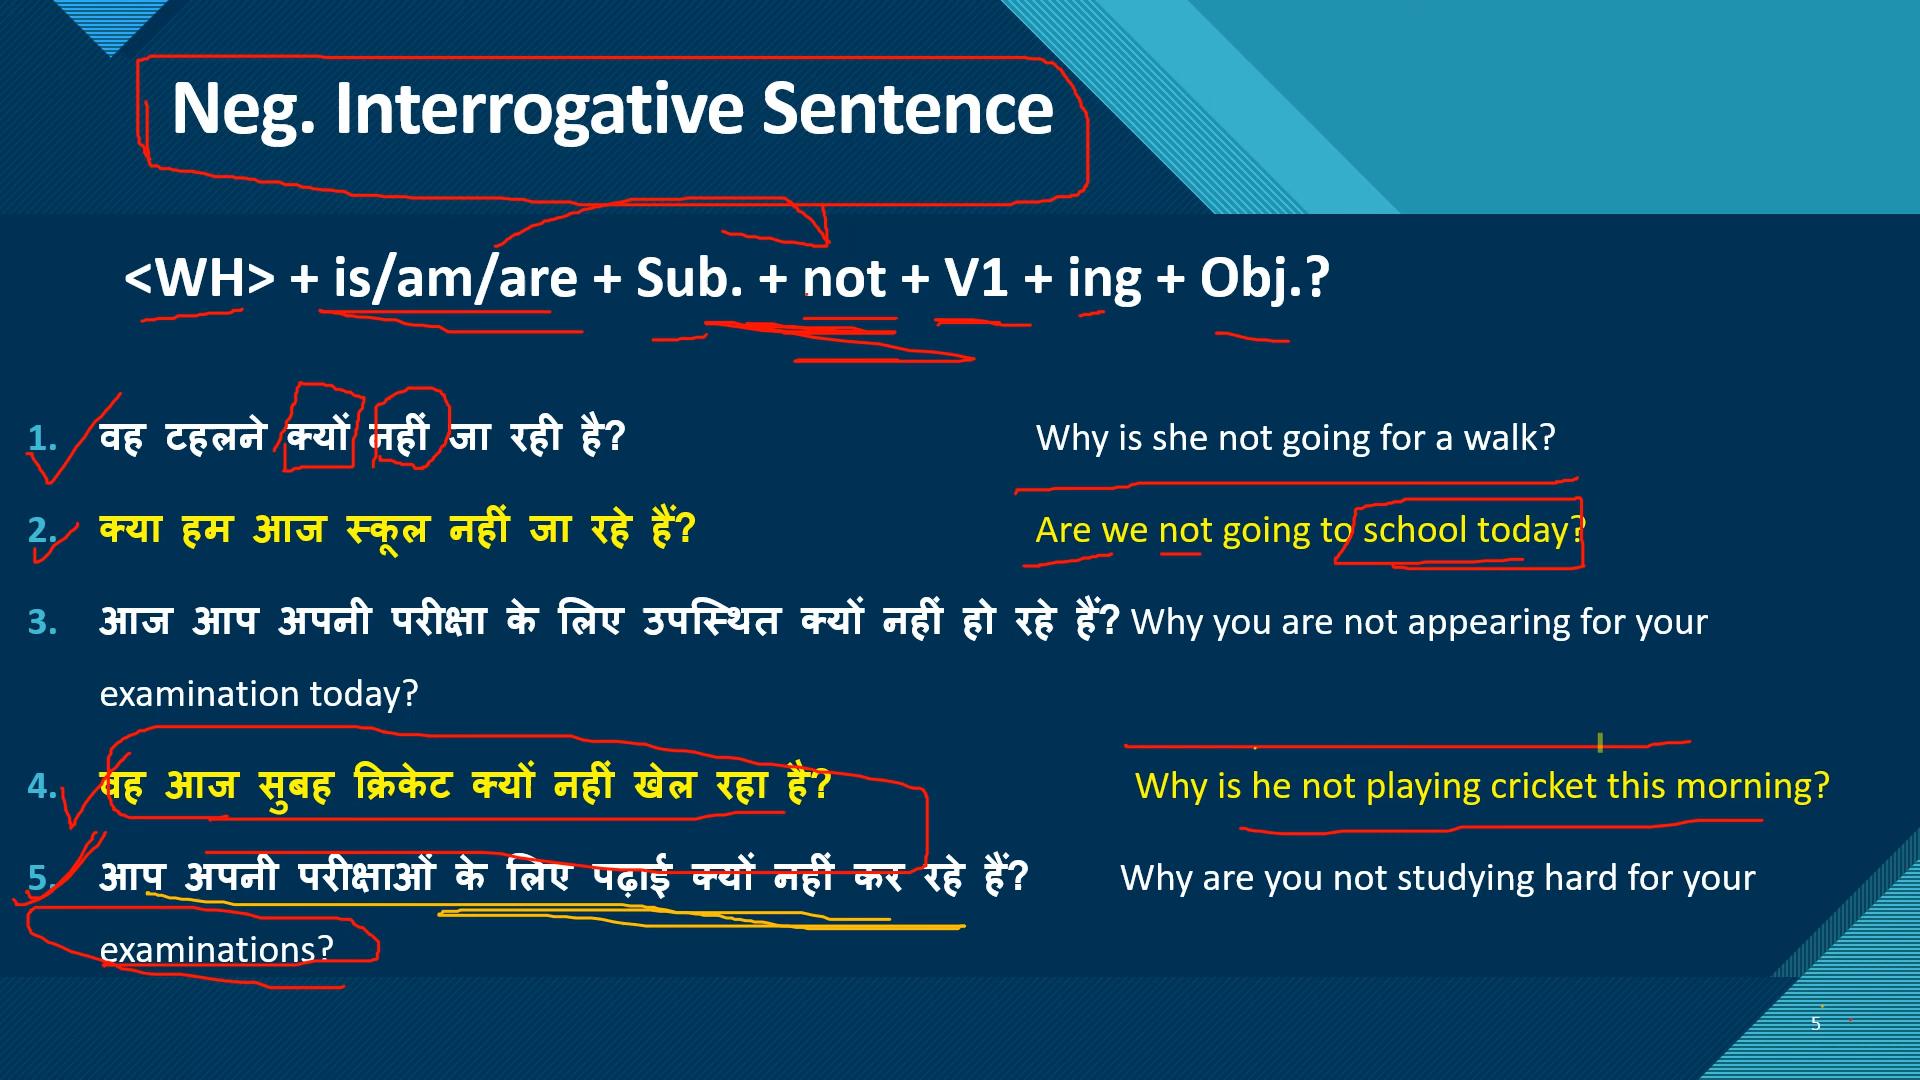 Neg. Interrogative Sentence
<WH> + is/am/are + Sub. + not + V1 + ing + Obj.?
1. वह टहलने क्यों नहीं जा रही है? Why is she not going for a walk?
2. क्या हम आज स्कूल नहीं जा रहे हैं? Are we not going to school today?
3. आज आप अपनी परीक्षा के लिए उपस्थित क्यों नहीं हो रहे हैं? Why you are not appearing for your
examination today?
4. वह आज सुबह क्रिकेट क्यों नहीं खेल रहा है? Why is he not playing cricket this morning?
5. आप अपनी परीक्षाओं के लिए पढ़ाई क्यों नहीं कर रहे हैं? Why are you not studying hard for your
examinations?
5